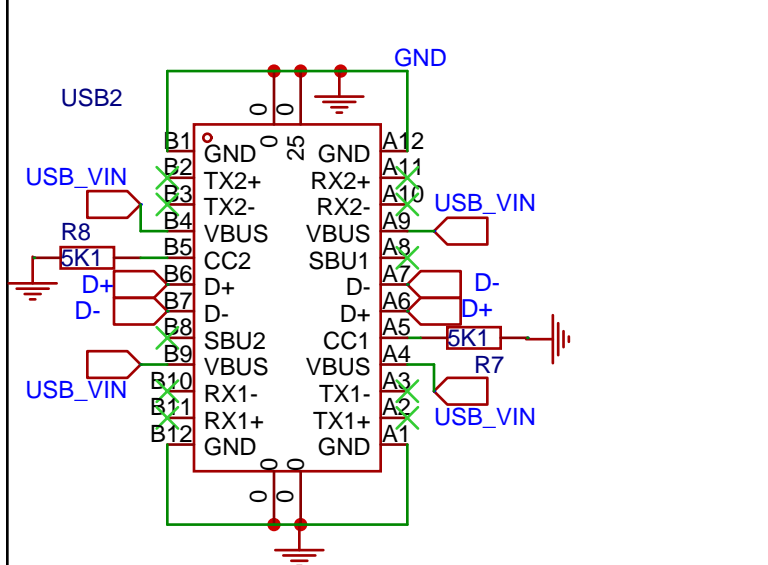 GND
USB2
0 0
0 25
B1 GND GND A12
B2 TX2+ RX2+ A11
USB_VIN
B3 TX2- RX2- A10
USB_VIN
B4 VBUS VBUS A9
R8
5K1
B5 CC2 SBU1 A8
D+ B6 D+ D- A7 D-
D- B7 D- D+ A6 D+
B8 SBU2 CC1 A5 5K1
R7
B9 VBUS VBUS A4
USB_VIN
B10 RX1- TX1- A3
B11 RX1+ TX1+ A2
USB_VIN
B12 GND GND A1
0 0
0 0